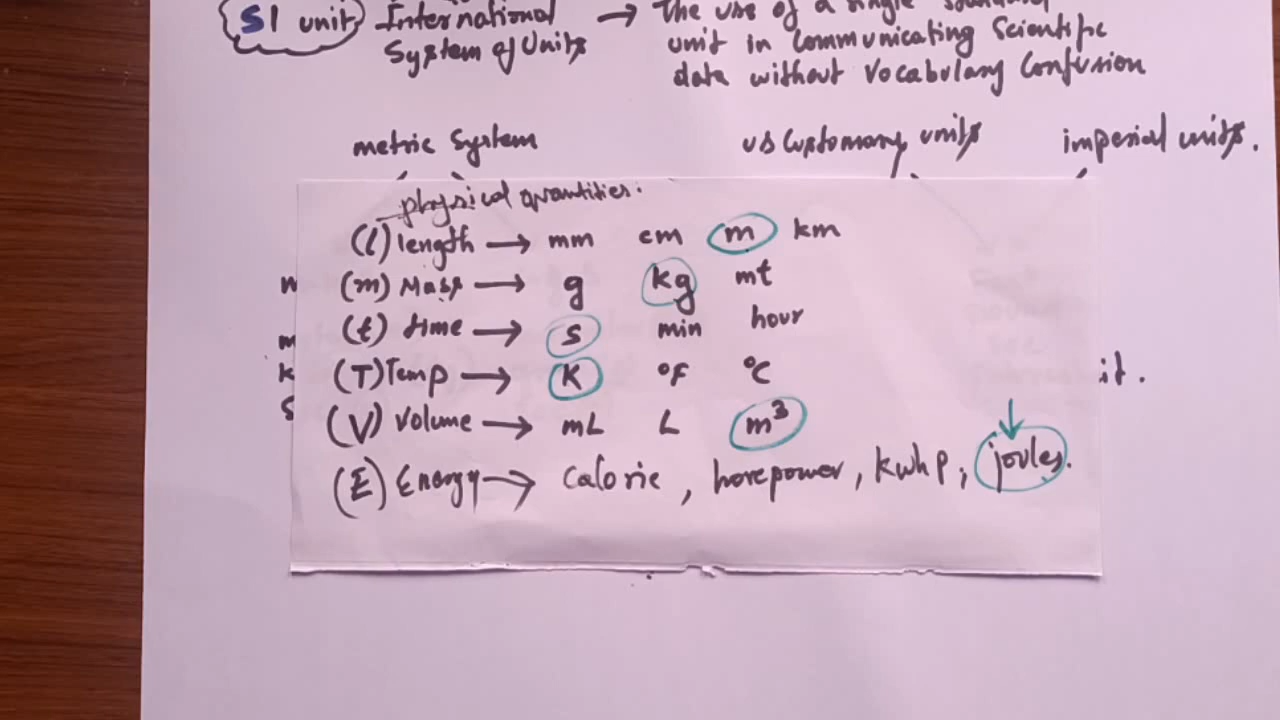 SI unit International → The use of a single
System of Units unit in Communicating Scientific
data without Vocabulary Confusion
metric System us Customary units imperial units.
physical quantities:
(l) length → mm cm m km
(m) Mass → g kg mt
(t) time → s min hour
(T) Temp → K °F °C
(V) Volume → mL L m³
(E) Energy → Calorie, horepower, kwhp, joules.
it.